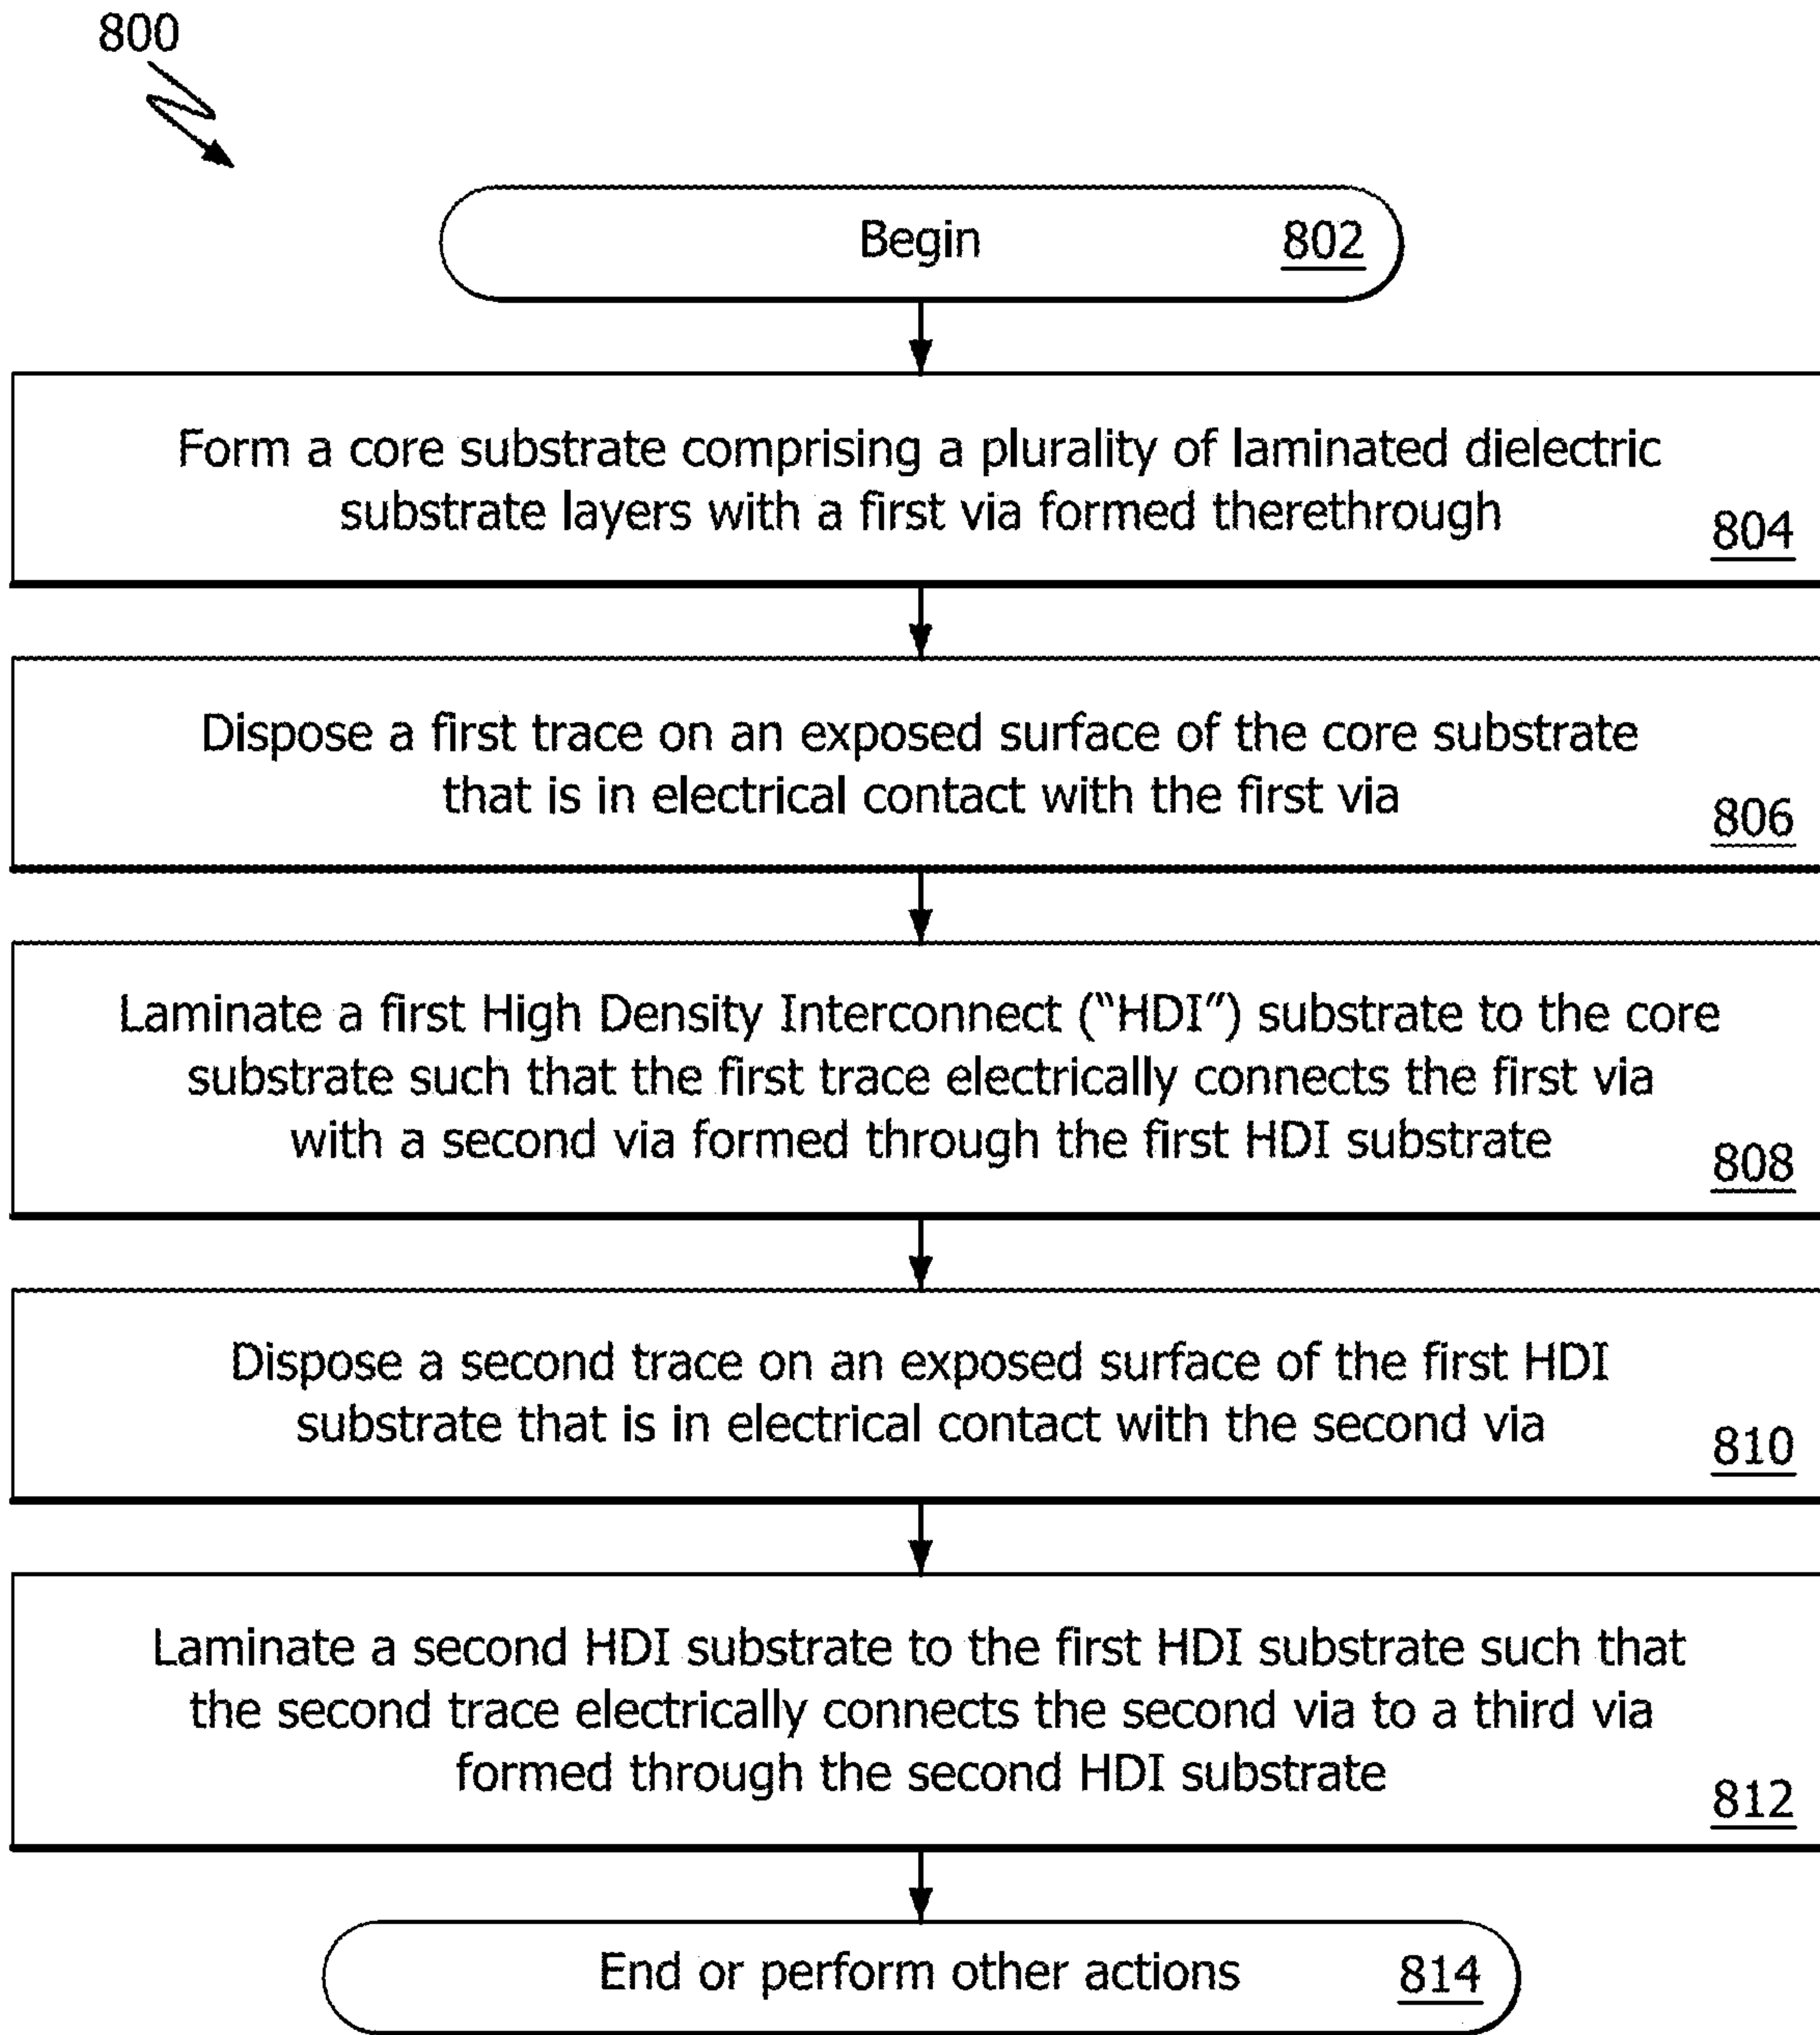 800
Begin 802
Form a core substrate comprising a plurality of laminated dielectric
substrate layers with a first via formed therethrough
804
Dispose a first trace on an exposed surface of the core substrate
that is in electrical contact with the first via
806
Laminate a first High Density Interconnect (“HDI”) substrate to the core
substrate such that the first trace electrically connects the first via
with a second via formed through the first HDI substrate
808
Dispose a second trace on an exposed surface of the first HDI
substrate that is in electrical contact with the second via
810
Laminate a second HDI substrate to the first HDI substrate such that
the second trace electrically connects the second via to a third via
formed through the second HDI substrate
812
End or perform other actions 814